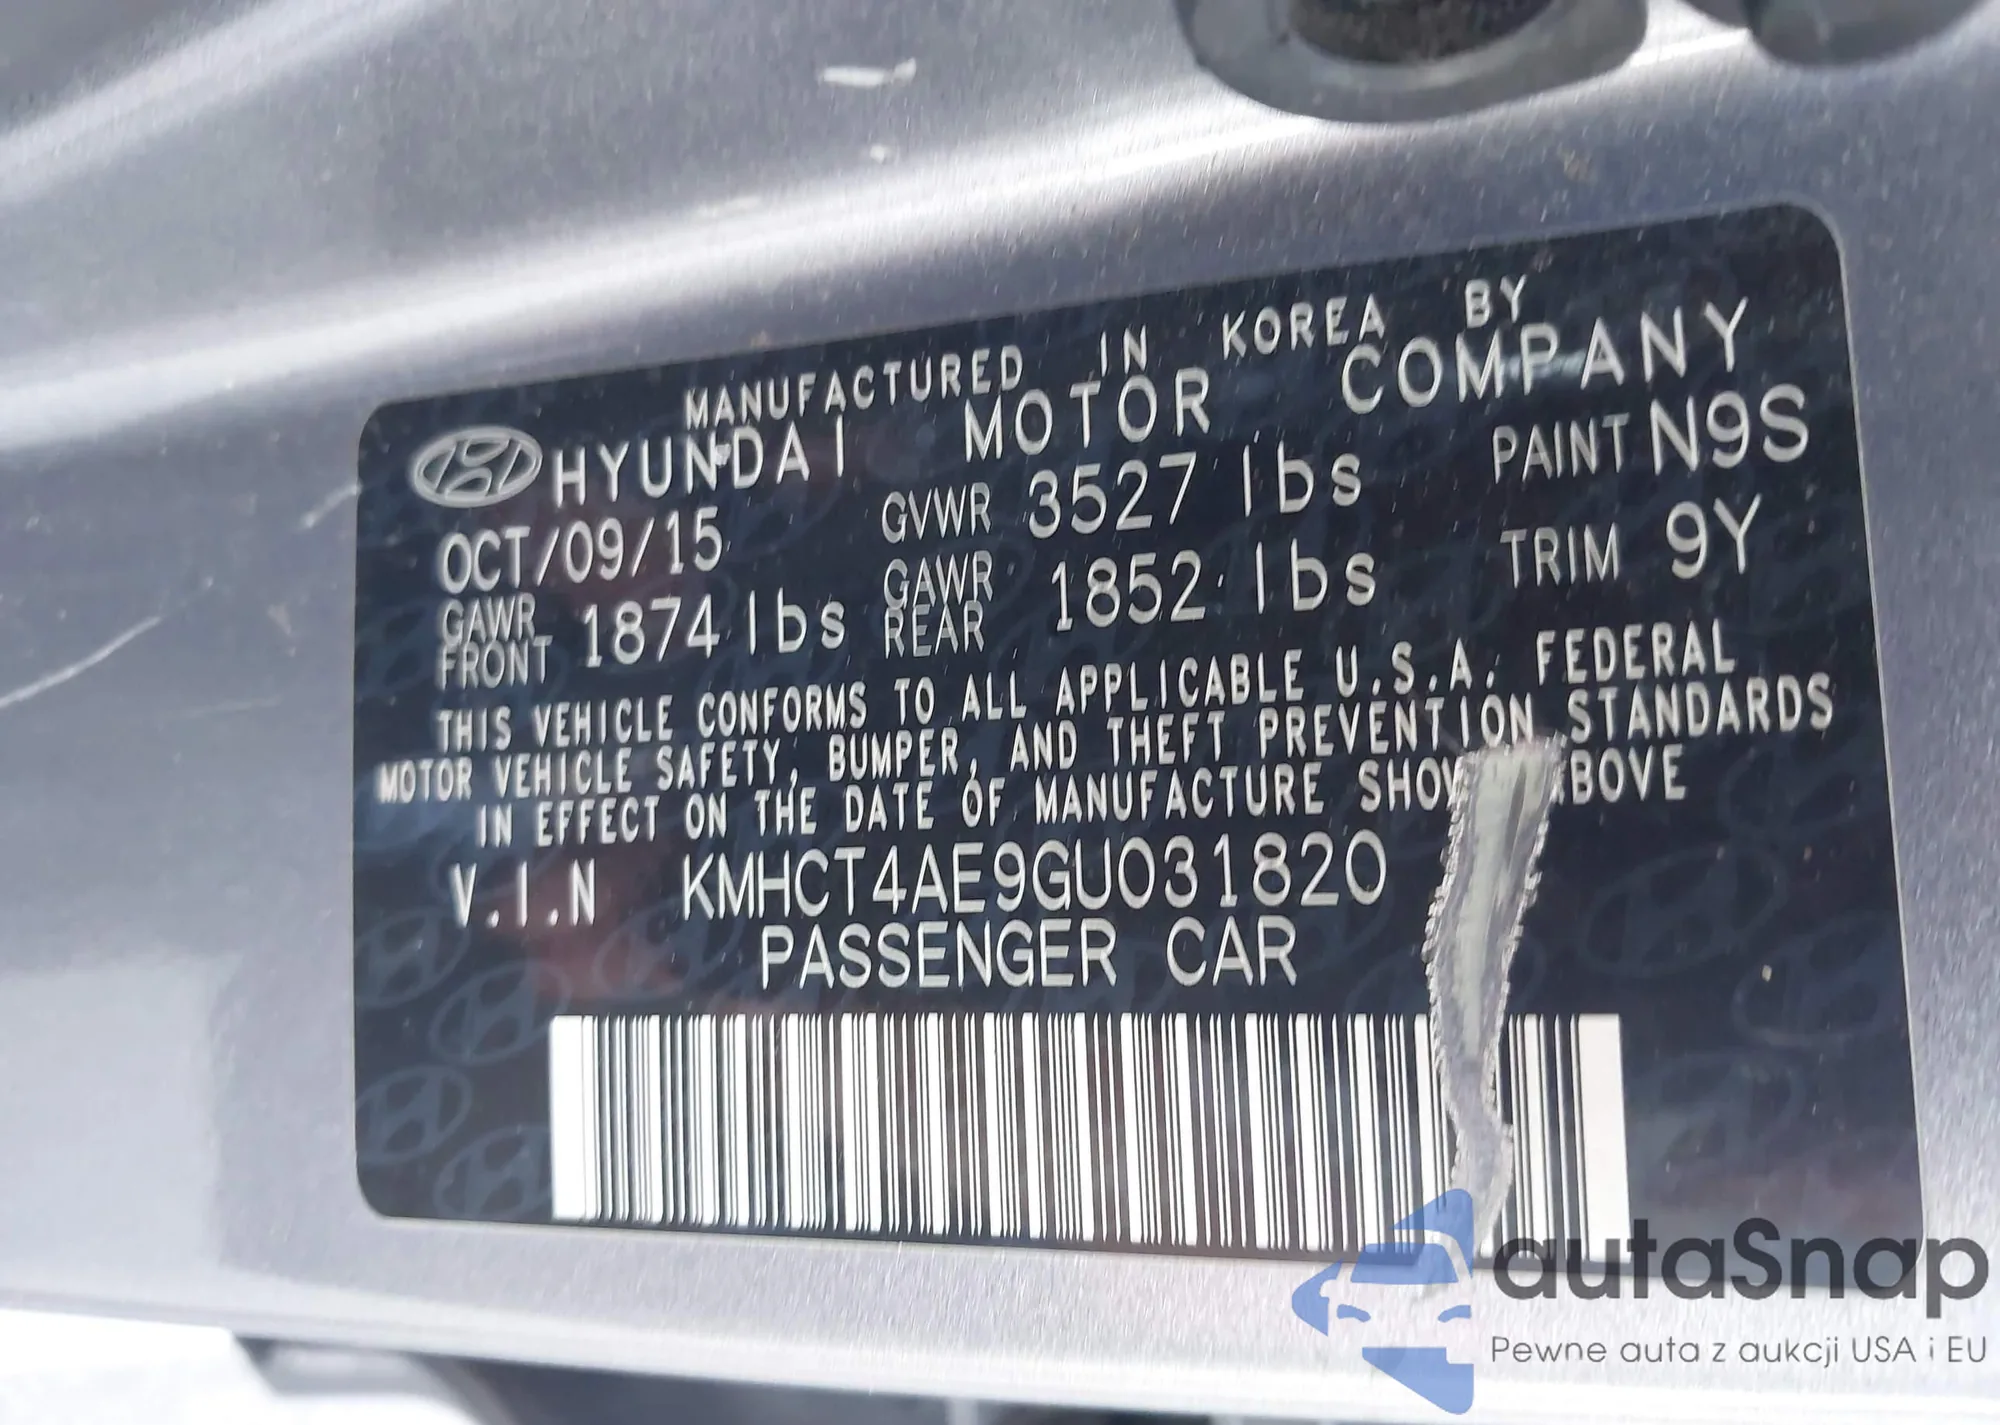 MANUFACTURED IN KOREA BY
HYUNDAI MOTOR COMPANY
OCT/09/15 GVWR 3527 lbs PAINT N9S
GAWR FRONT 1874 lbs GAWR REAR 1852 lbs TRIM 9Y
THIS VEHICLE CONFORMS TO ALL APPLICABLE U.S.A. FEDERAL
MOTOR VEHICLE SAFETY, BUMPER, AND THEFT PREVENTION STANDARDS
IN EFFECT ON THE DATE OF MANUFACTURE SHOW ABOVE
V.I.N KMHCT4AE9GU031820
PASSENGER CAR
autaSnap
Pewne auta z aukcji USA i EU